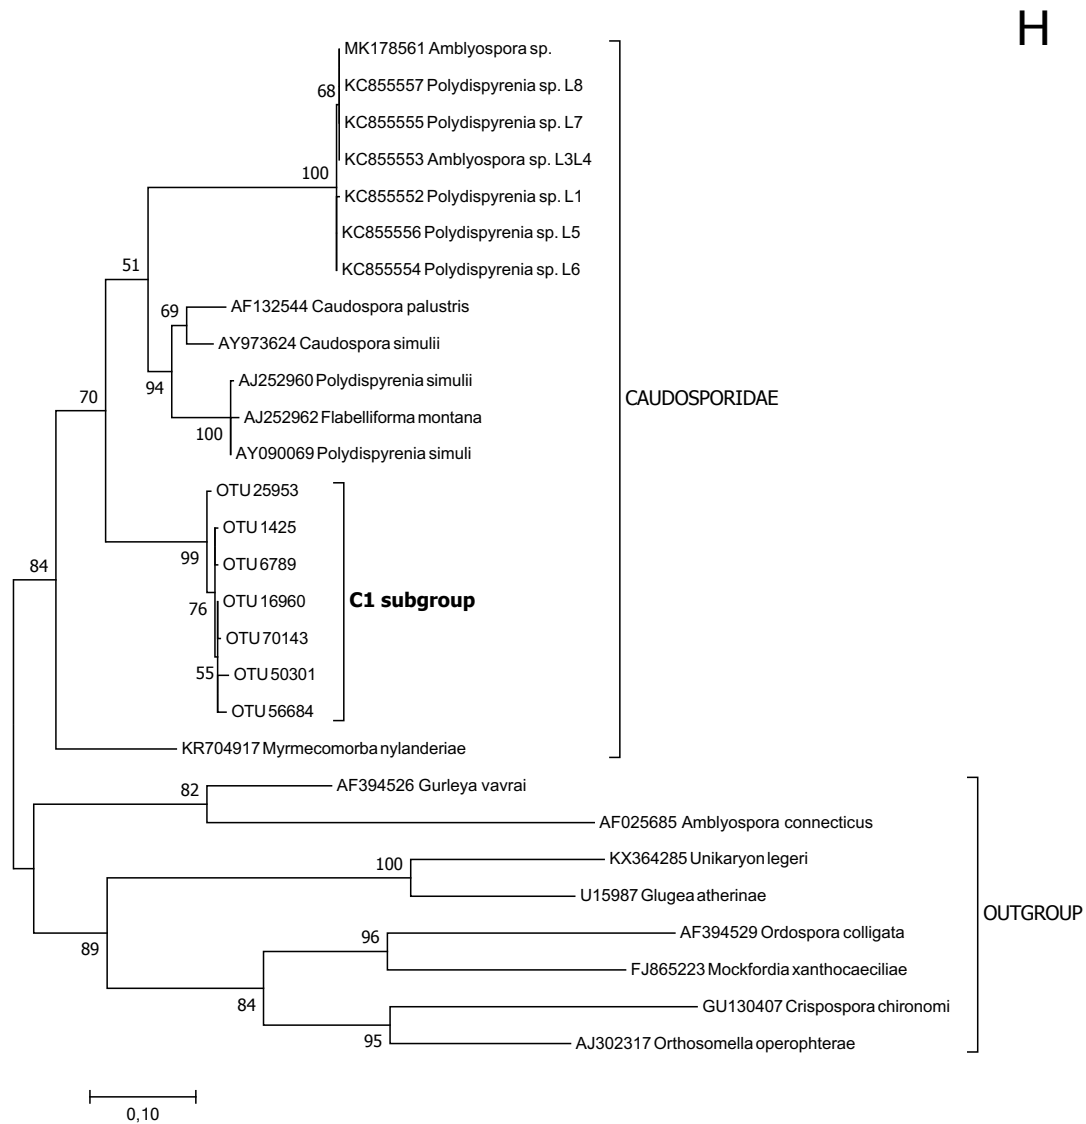 H
MK178561 Amblyospora sp.
68
KC855557 Polydispyrenia sp. L8
KC855555 Polydispyrenia sp. L7
KC855553 Amblyospora sp. L3L4
100
KC855552 Polydispyrenia sp. L1
KC855556 Polydispyrenia sp. L5
51
KC855554 Polydispyrenia sp. L6
69
AF132544 Caudospora palustris
AY973624 Caudospora simulii
94
AJ252960 Polydispyrenia simulii
70
CAUDOSPORIDAE
AJ252962 Flabelliforma montana
100
AY090069 Polydispyrenia simuli
OTU 25953
OTU 1425
99
OTU 6789
84
OTU 16960
C1 subgroup
76
OTU 70143
55
OTU 50301
OTU 56684
KR704917 Myrmecomorba nylanderiae
82
AF394526 Gurleya vavrai
AF025685 Amblyospora connecticus
100
KX364285 Unikaryon legeri
U15987 Glugea atherinae
OUTGROUP
96
AF394529 Ordospora colligata
89
FJ865223 Mockfordia xanthocaeciliae
84
GU130407 Crispospora chironomi
95
AJ302317 Orthosomella operophterae
0,10